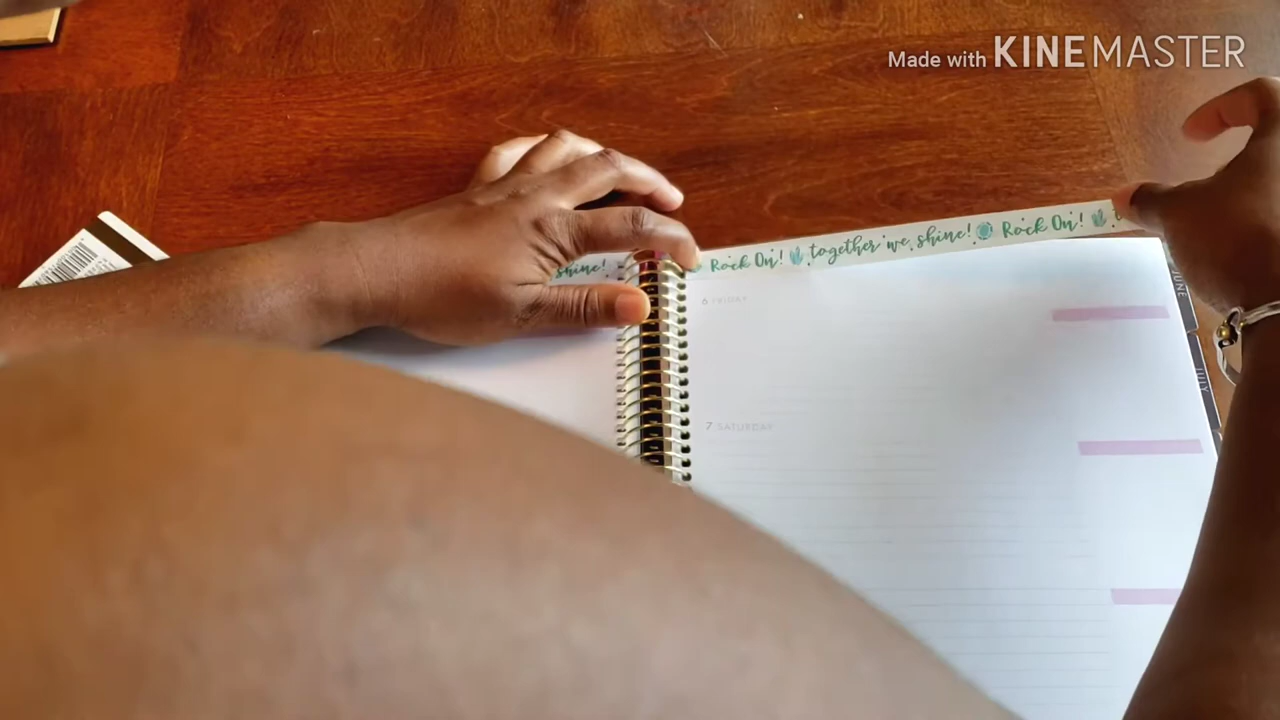 Made with KINEMASTER
shine! Rock On! together we shine! Rock On! t
6 FRIDAY
7 SATURDAY
JUNE
JULY